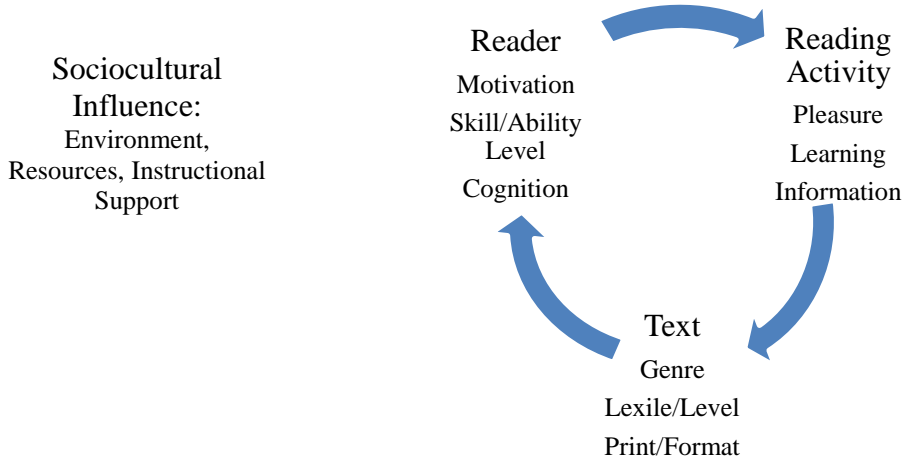 Sociocultural
Influence:
Environment,
Resources, Instructional
Support
Reader
Motivation
Skill/Ability
Level
Cognition
Reading
Activity
Pleasure
Learning
Information
Text
Genre
Lexile/Level
Print/Format